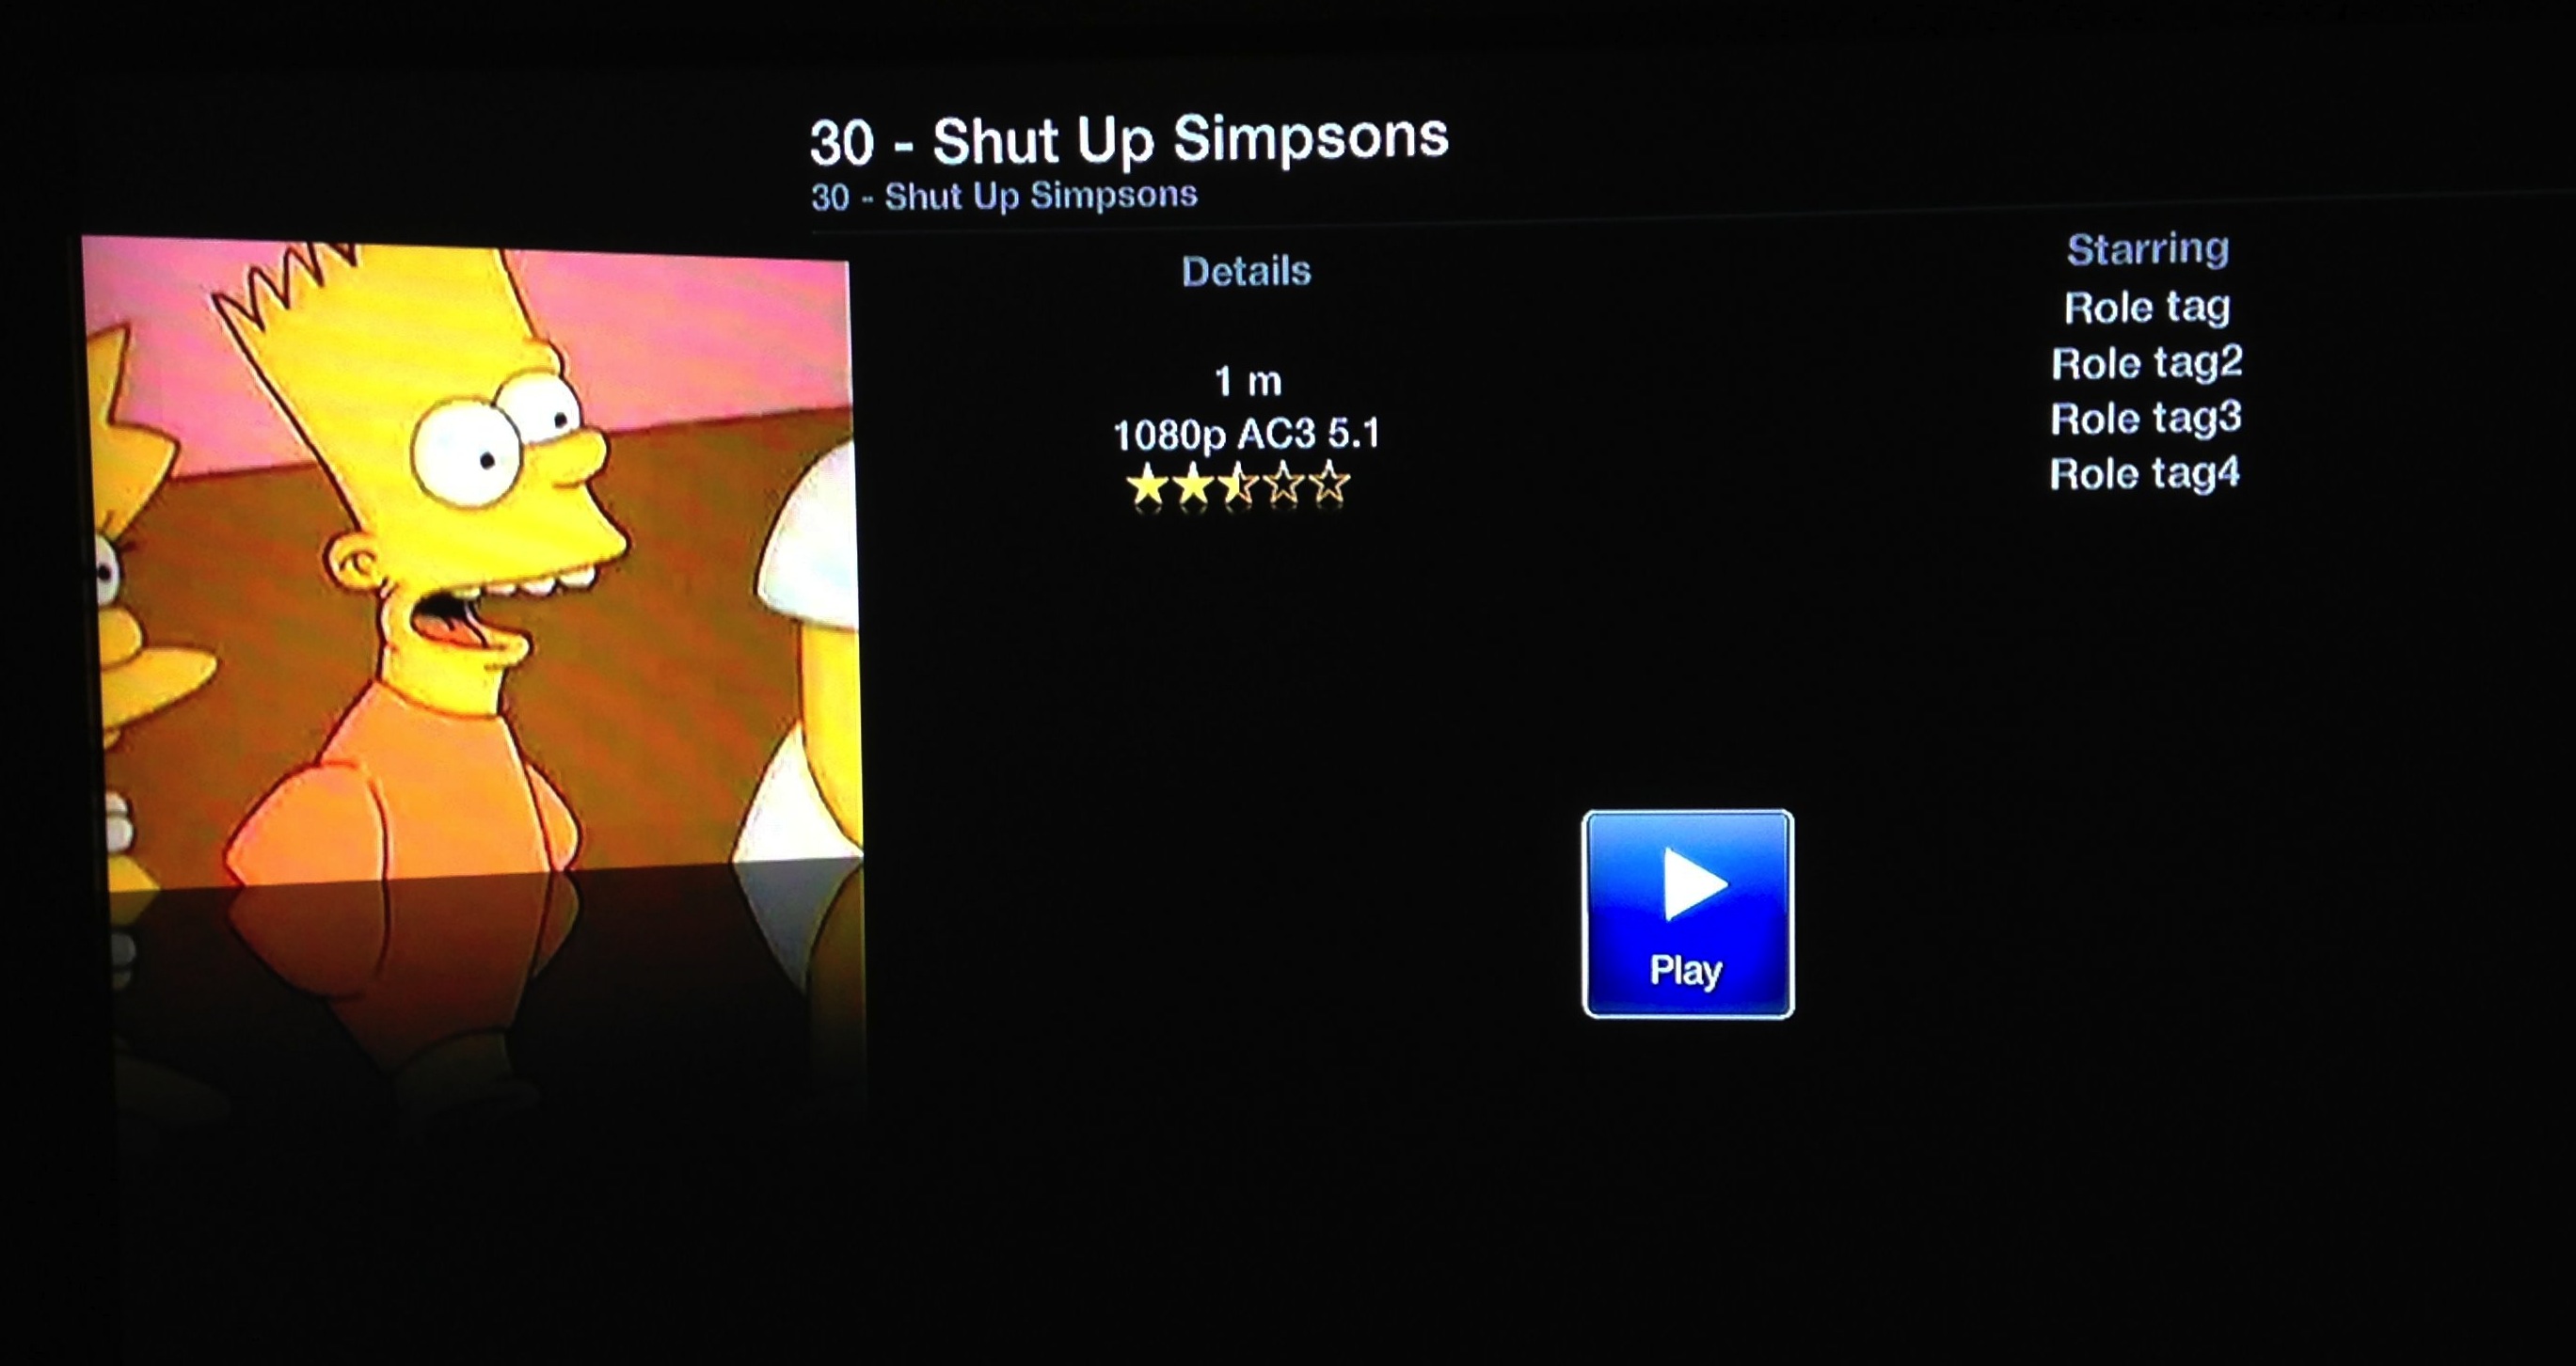 30 - Shut Up Simpsons
30 - Shut Up Simpsons
Details
1 m
1080p AC3 5.1
Starring
Role tag
Role tag2
Role tag3
Role tag4
Play